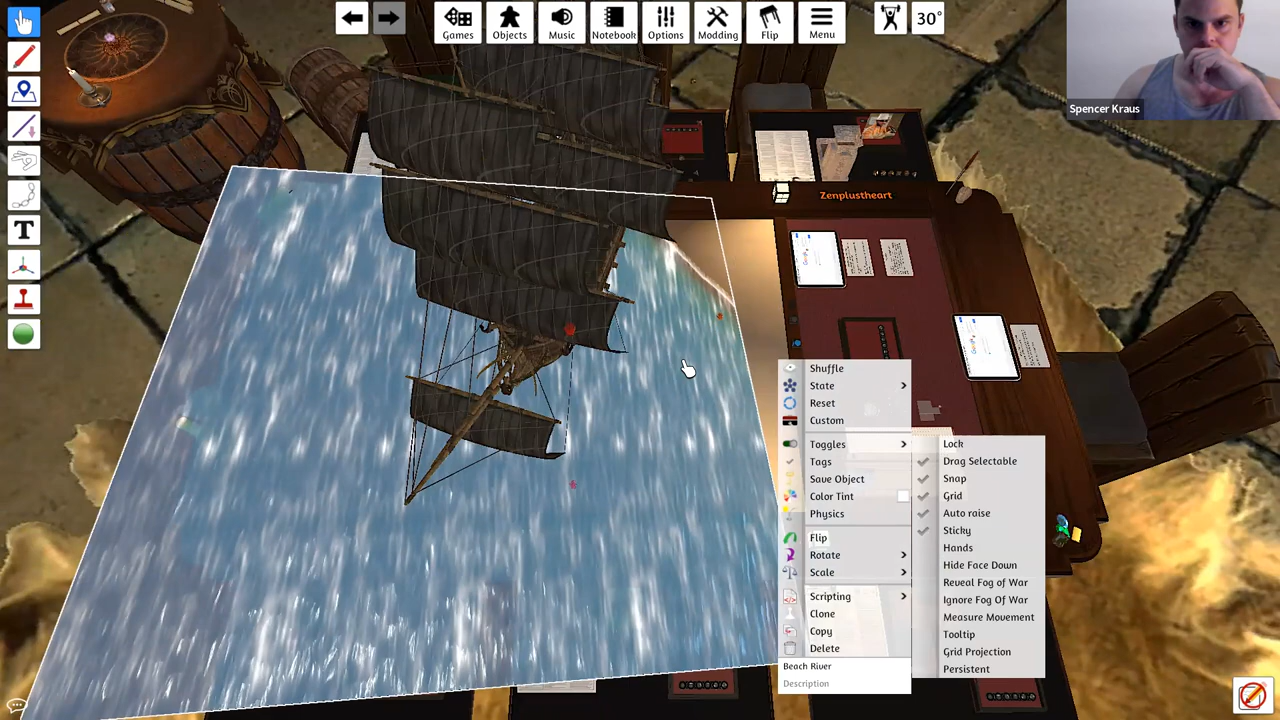 Games
Objects
Music
Notebook
Options
Modding
Flip
Menu
30°
Spencer Kraus
Zenplustheart
T
Shuffle
State
Reset
Custom
Toggles
Tags
Save Object
Color Tint
Physics
Flip
Rotate
Scale
Scripting
Clone
Copy
Delete
Beach River
Description
Lock
Drag Selectable
Snap
Grid
Auto raise
Sticky
Hands
Hide Face Down
Reveal Fog of War
Ignore Fog Of War
Measure Movement
Tooltip
Grid Projection
Persistent